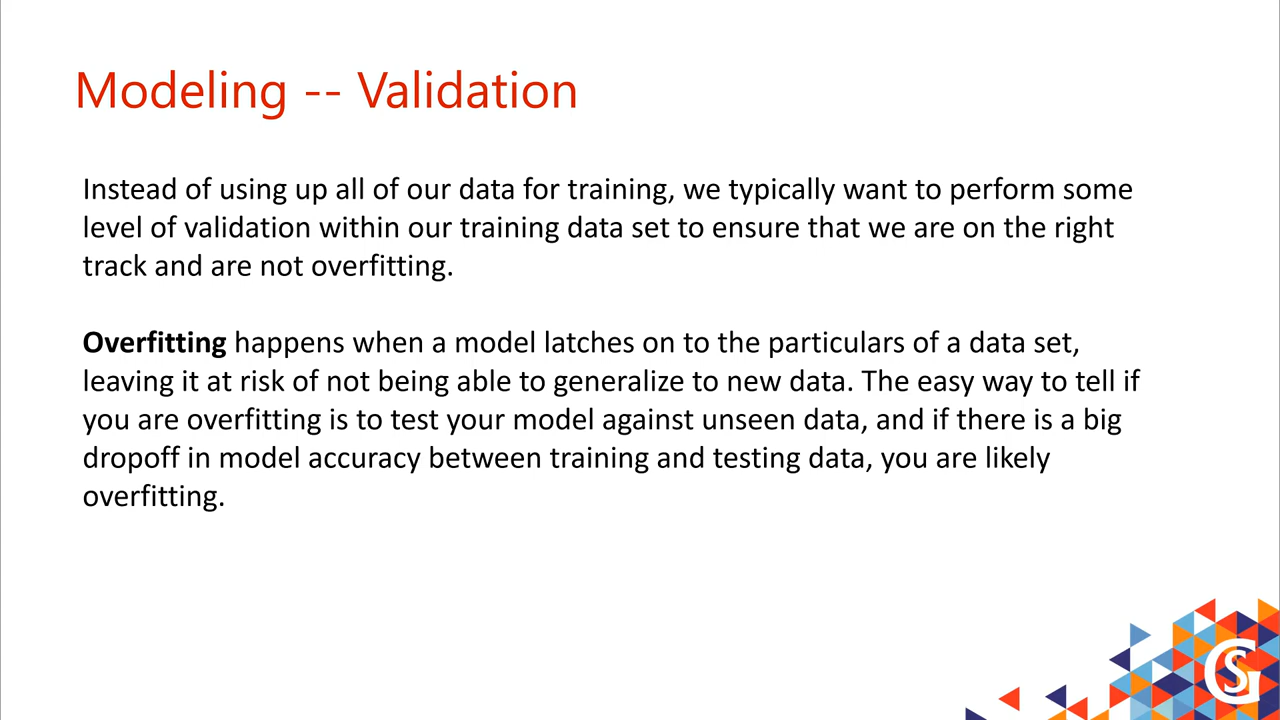 Modeling -- Validation
Instead of using up all of our data for training, we typically want to perform some
level of validation within our training data set to ensure that we are on the right
track and are not overfitting.
Overfitting happens when a model latches on to the particulars of a data set,
leaving it at risk of not being able to generalize to new data. The easy way to tell if
you are overfitting is to test your model against unseen data, and if there is a big
dropoff in model accuracy between training and testing data, you are likely
overfitting.